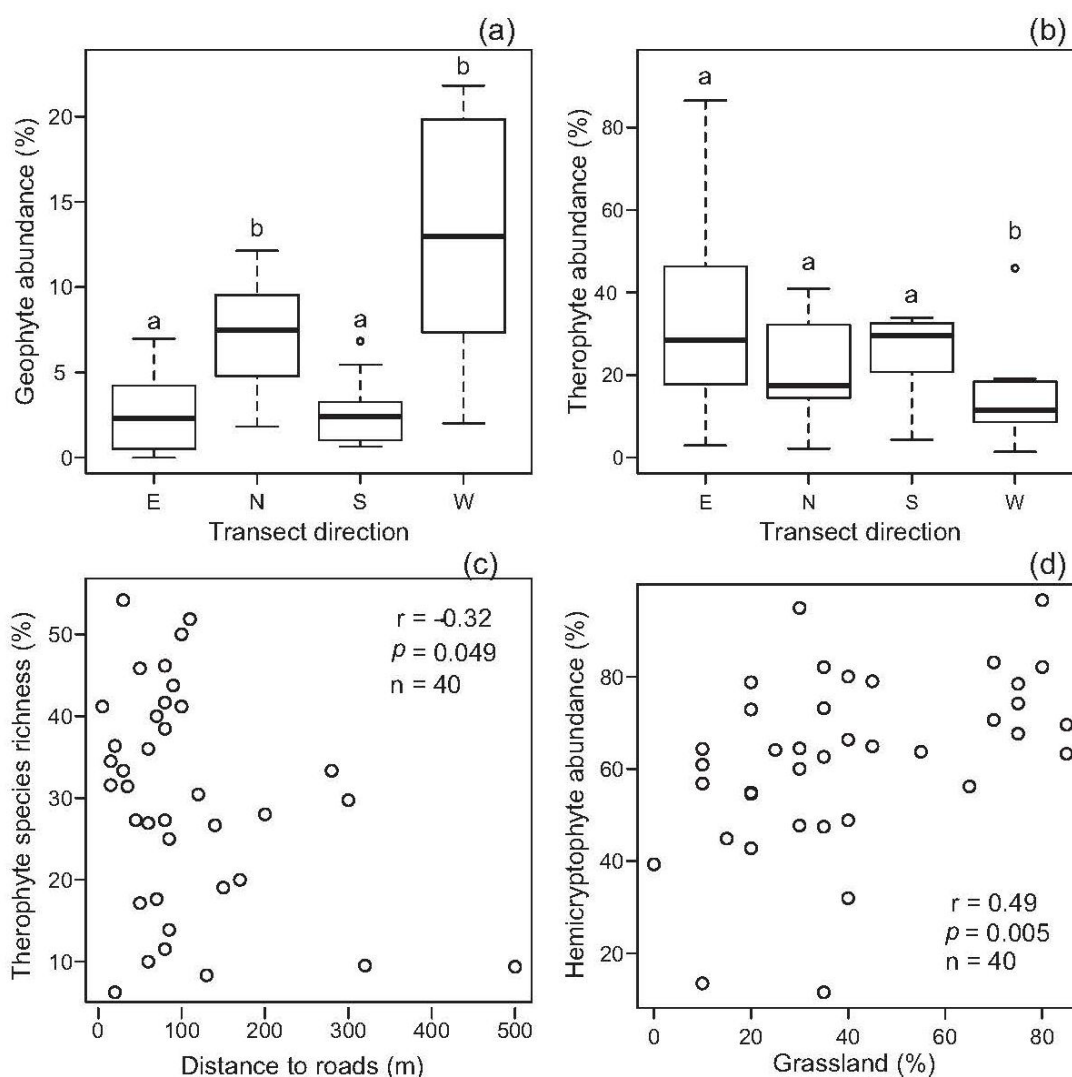 (a)
Geophyte abundance (%)
20
15
10
5
0
a
b
a
b
E N S W
Transect direction
(b)
Therophyte abundance (%)
80
60
40
20
0
a
a
a
b
E N S W
Transect direction
(c)
Therophyte species richness (%)
50
40
30
20
10
r = -0.32
p = 0.049
n = 40
0 100 200 300 400 500
Distance to roads (m)
(d)
Hemicryptophyte abundance (%)
80
60
40
20
r = 0.49
p = 0.005
n = 40
0 20 40 60 80
Grassland (%)